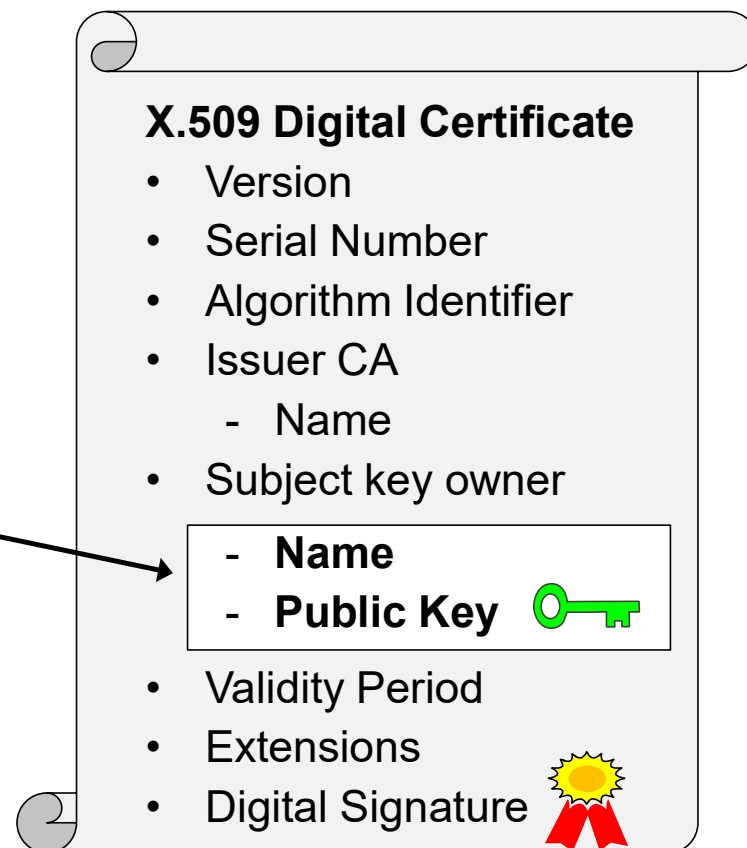 X.509 Digital Certificate
• Version
• Serial Number
• Algorithm Identifier
• Issuer CA
- Name
• Subject key owner
- Name
- Public Key
• Validity Period
• Extensions
• Digital Signature